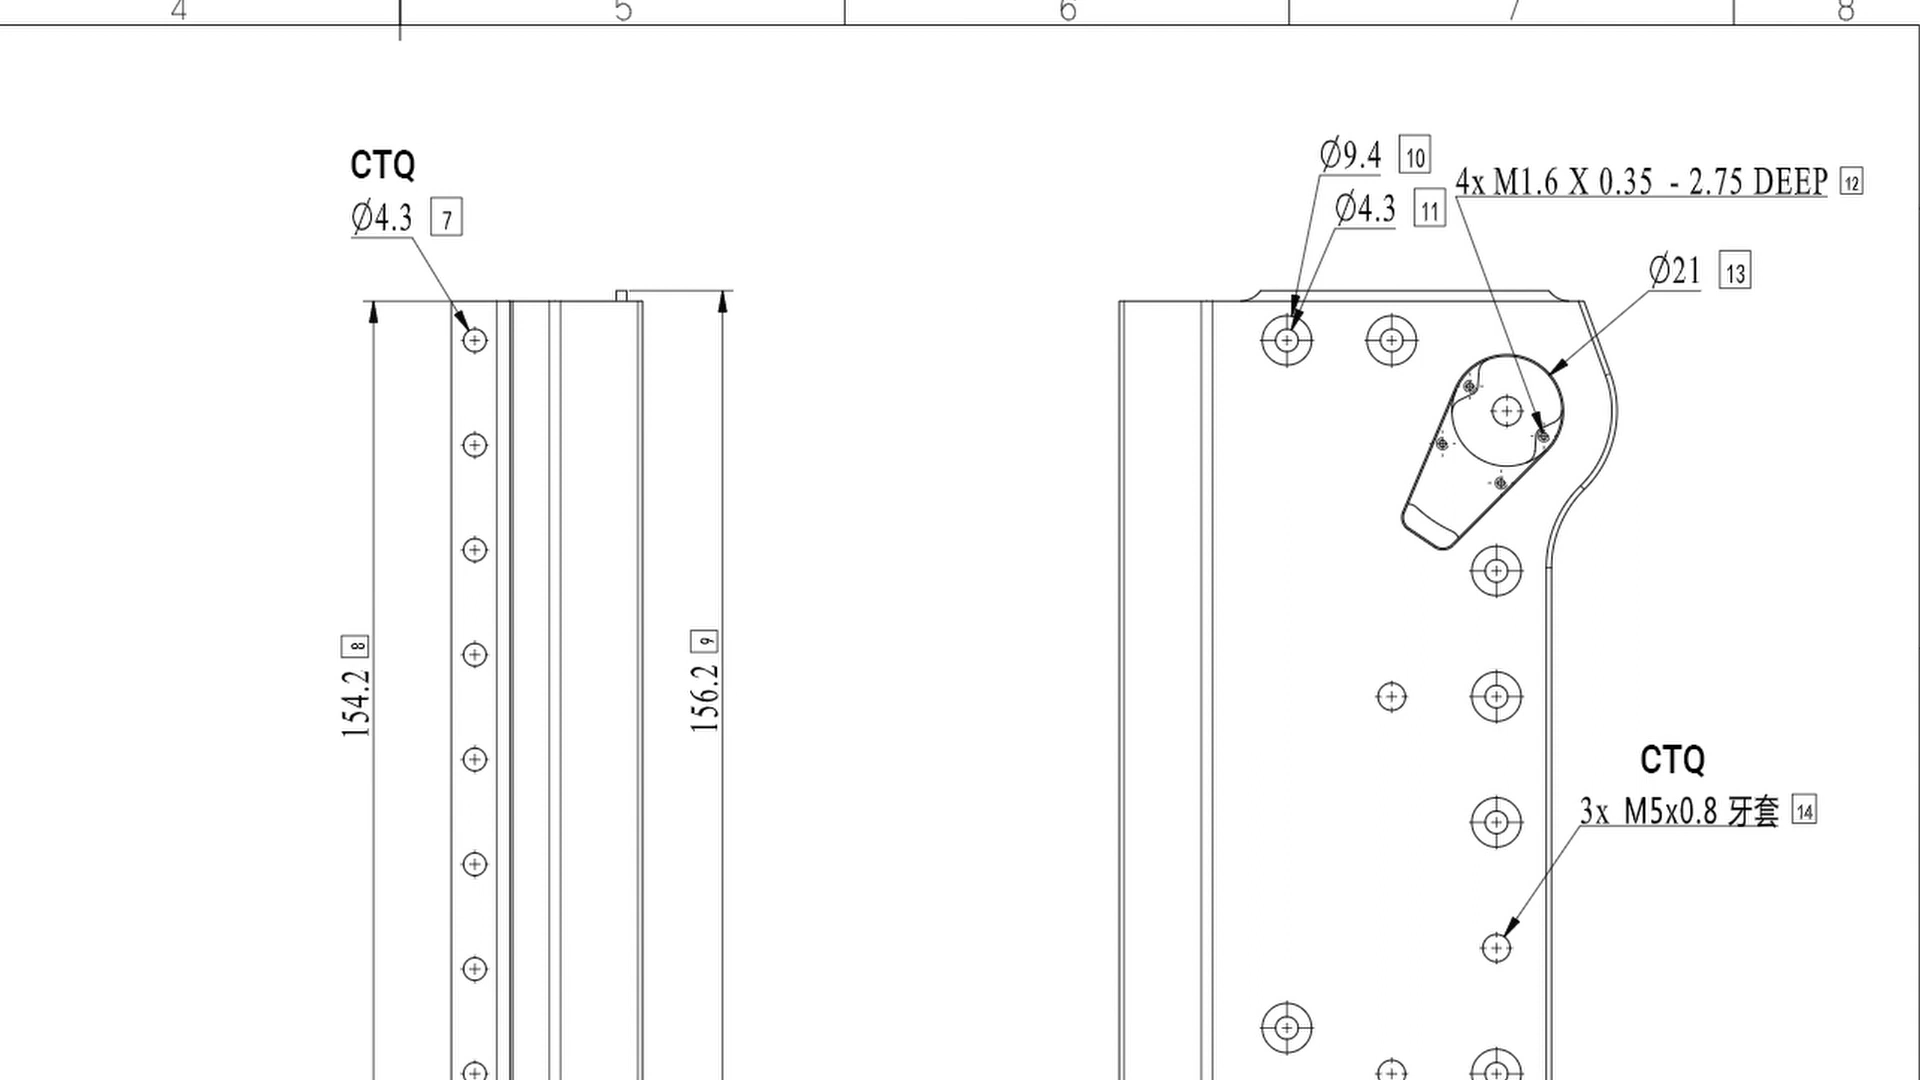 4 5 6 7 8
CTQ
Ø4.3 7
154.2 8
156.2 9
Ø9.4 10
Ø4.3 11
4x M1.6 X 0.35 - 2.75 DEEP 12
Ø21 13
CTQ
3x M5x0.8 牙套 14